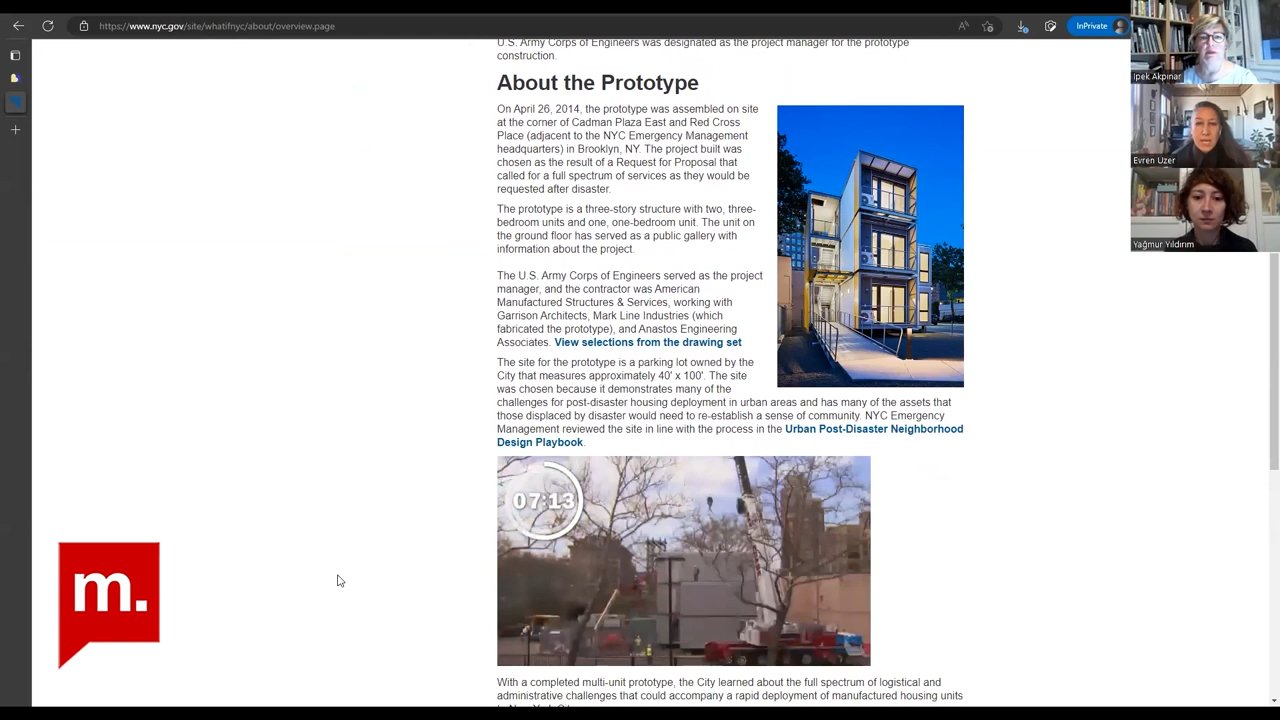 https://www.nyc.gov/site/whatifnyc/about/overview.page
InPrivate
U.S. Army Corps of Engineers was designated as the project manager for the prototype
construction.
About the Prototype
On April 26, 2014, the prototype was assembled on site
at the corner of Cadman Plaza East and Red Cross
Place (adjacent to the NYC Emergency Management
headquarters) in Brooklyn, NY. The project built was
chosen as the result of a Request for Proposal that
called for a full spectrum of services as they would be
requested after disaster.
The prototype is a three-story structure with two, three-
bedroom units and one, one-bedroom unit. The unit on
the ground floor has served as a public gallery with
information about the project.
The U.S. Army Corps of Engineers served as the project
manager, and the contractor was American
Manufactured Structures & Services, working with
Garrison Architects, Mark Line Industries (which
fabricated the prototype), and Anastos Engineering
Associates. View selections from the drawing set
The site for the prototype is a parking lot owned by the
City that measures approximately 40' x 100'. The site
was chosen because it demonstrates many of the
challenges for post-disaster housing deployment in urban areas and has many of the assets that
those displaced by disaster would need to re-establish a sense of community. NYC Emergency
Management reviewed the site in line with the process in the Urban Post-Disaster Neighborhood
Design Playbook.
07:13
With a completed multi-unit prototype, the City learned about the full spectrum of logistical and
administrative challenges that could accompany a rapid deployment of manufactured housing units
to New York City.
m.
Ipek Akpınar
Evren Uzer
Yağmur Yıldırım